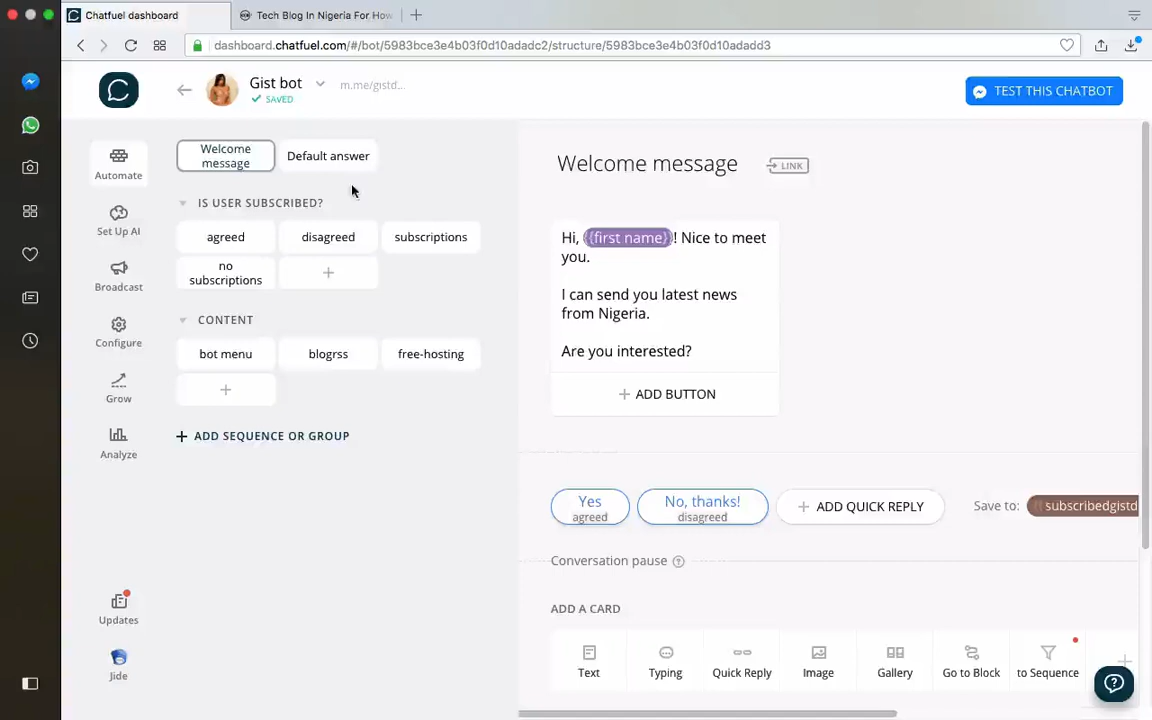 Chatfuel dashboard
Tech Blog In Nigeria For How
dashboard.chatfuel.com/#/bot/5983bce3e4b03f0d10adadc2/structure/5983bce3e4b03f0d10adadd3
Gist bot
SAVED
m.me/gistd...
TEST THIS CHATBOT
Automate
Set Up AI
Broadcast
Configure
Grow
Analyze
Updates
Jide
Welcome
message
Default answer
IS USER SUBSCRIBED?
agreed
disagreed
subscriptions
no
subscriptions
CONTENT
bot menu
blogrss
free-hosting
ADD SEQUENCE OR GROUP
Welcome message
LINK
Hi, {{first name}}! Nice to meet
you.
I can send you latest news
from Nigeria.
Are you interested?
ADD BUTTON
Yes
agreed
No, thanks!
disagreed
ADD QUICK REPLY
Save to: {{subscribedgistd
Conversation pause ?
ADD A CARD
Text
Typing
Quick Reply
Image
Gallery
Go to Block
to Sequence